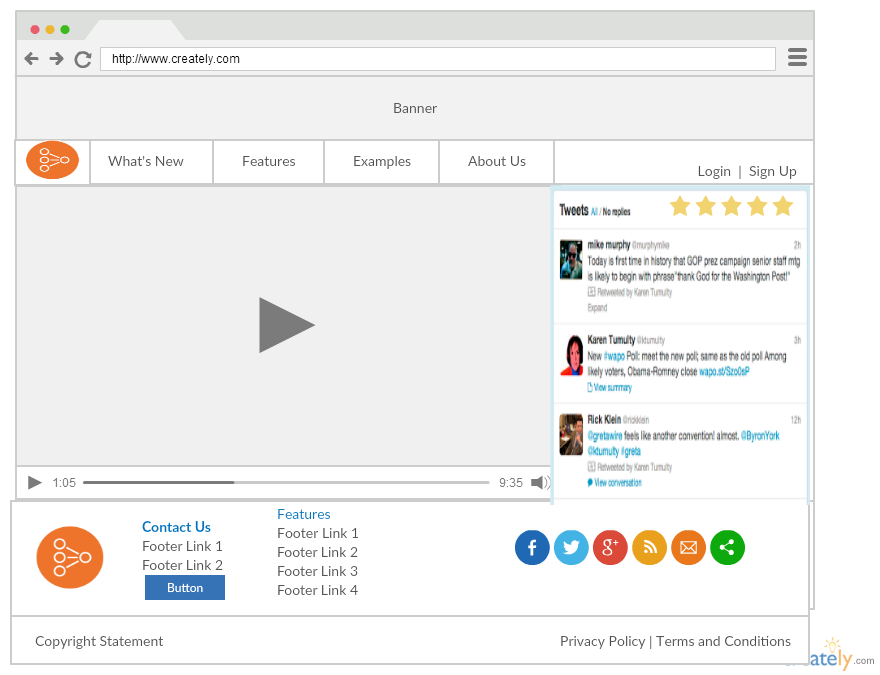 http://www.creately.com
Banner
What's New
Features
Examples
About Us
Login | Sign Up
Tweets All / No replies
mike murphy @murphymike 2h
Today is first time in history that GOP prez campaign senior staff mtg
is likely to begin with phrase"thank God for the Washington Post!"
Retweeted by Karen Tumulty
Expand
Karen Tumulty @ktumulty 3h
New #wapo Poll: meet the new poll; same as the old poll Among
likely voters, Obama-Romney close wapo.st/Szo0sP
View summary
Rick Klein @rickklein 12h
@gretawire feels like another convention! almost. @ByronYork
@ktumulty #greta
Retweeted by Karen Tumulty
View conversation
1:05
9:35
Contact Us
Footer Link 1
Footer Link 2
Button
Features
Footer Link 1
Footer Link 2
Footer Link 3
Footer Link 4
f
g+
Copyright Statement
Privacy Policy | Terms and Conditions
ately.com